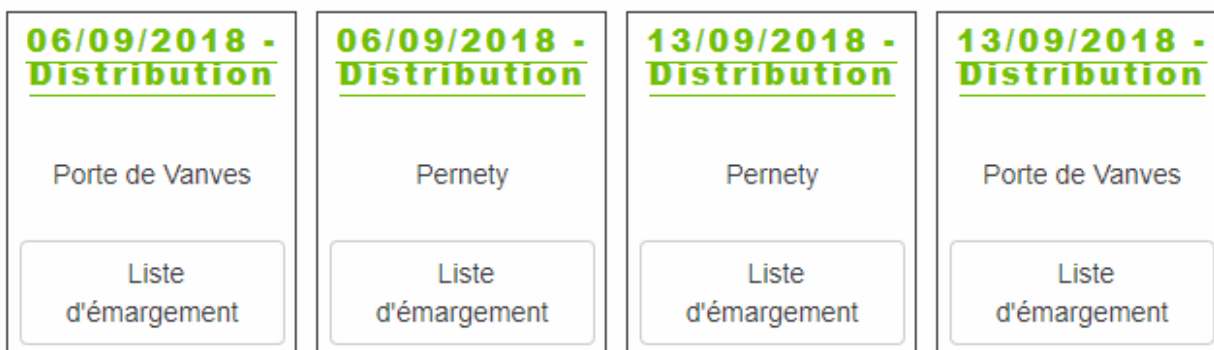 06/09/2018 -
Distribution
Porte de Vanves
Liste
d'émargement
06/09/2018 -
Distribution
Pernety
Liste
d'émargement
13/09/2018 -
Distribution
Pernety
Liste
d'émargement
13/09/2018 -
Distribution
Porte de Vanves
Liste
d'émargement